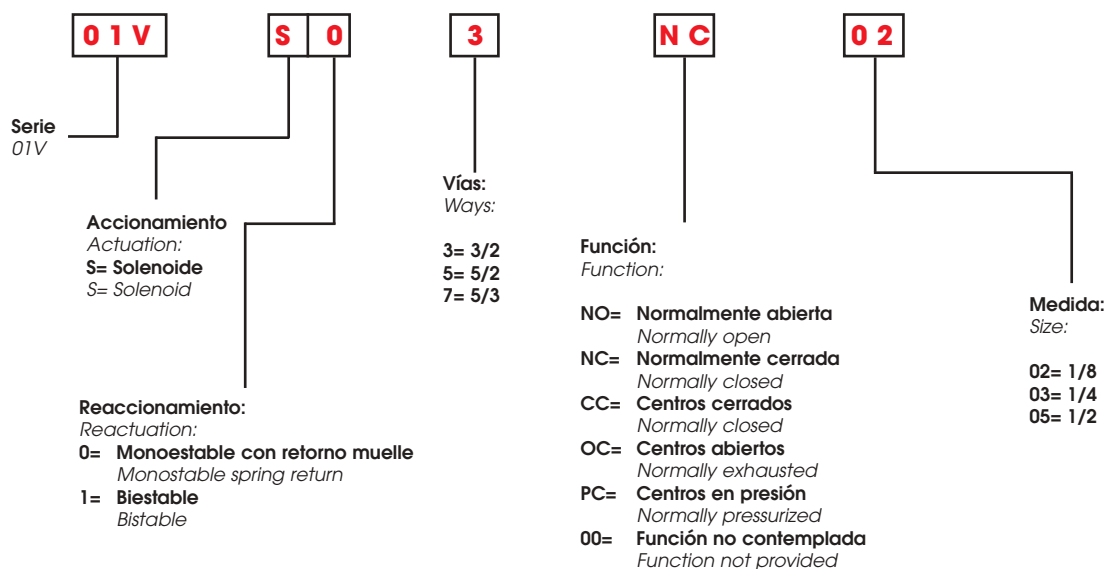 01V S 0 3 NC 02
Serie
01V
Accionamiento
Actuation:
S= Solenoide
S= Solenoid
Reaccionamiento:
Reactuation:
0= Monoestable con retorno muelle
Monostable spring return
1= Biestable
Bistable
Vías:
Ways:
3= 3/2
5= 5/2
7= 5/3
Función:
Function:
NO= Normalmente abierta
Normally open
NC= Normalmente cerrada
Normally closed
CC= Centros cerrados
Normally closed
OC= Centros abiertos
Normally exhausted
PC= Centros en presión
Normally pressurized
00= Función no contemplada
Function not provided
Medida:
Size:
02= 1/8
03= 1/4
05= 1/2